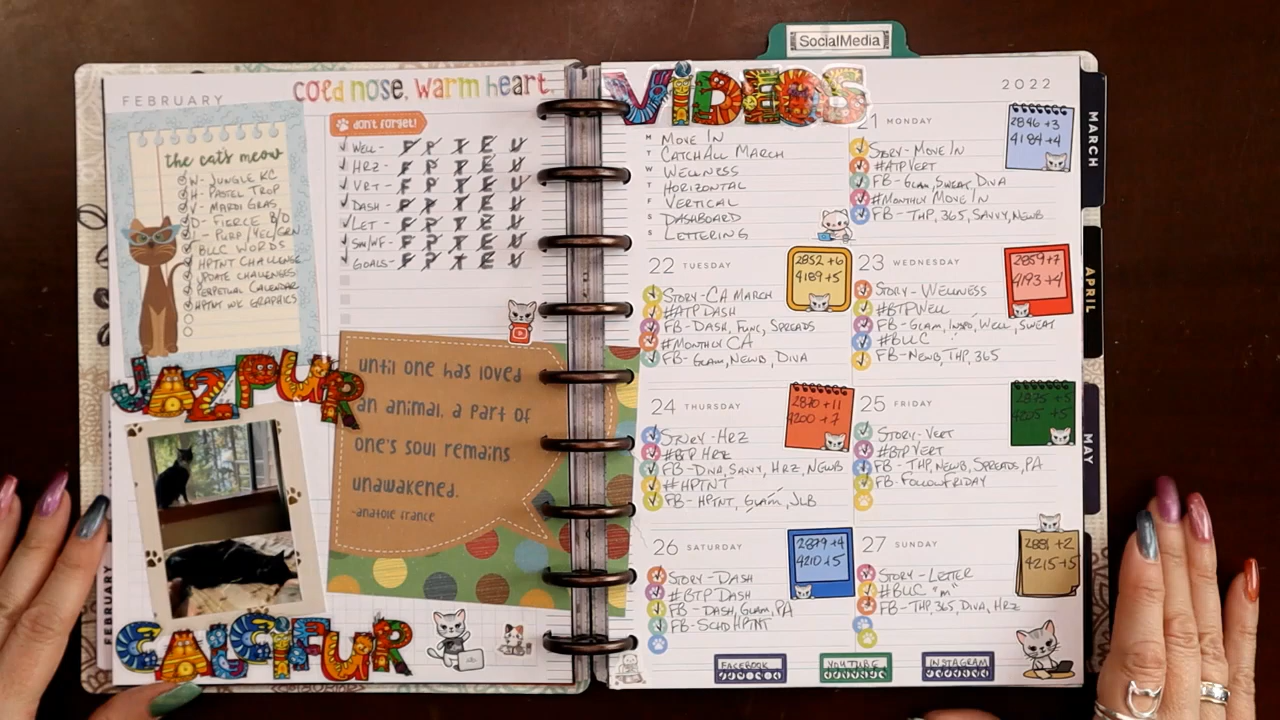 SocialMedia
FEBRUARY
cold nose, warm heart.
don't forget!
the cat's meow
W- JUNGLE KC
H- PASTEL TROP
V- MARDI GRAS
D- FIERCE B/O
L- PURP/YEL/GRN
BLLC WORDS
HPTNT CHALLENGE
UPDATE CHALLENGES
PERPETUAL CALENDAR
HPTNT WK GRAPHICS
WELL- F P T E U
HRZ - F P T E U
VRT - F P T E U
DASH - F P T E U
LET - F P T E U
SW/WF- F P T E U
GOALS- F P T E U
JAZPUR
until one has loved
an animal, a part of
one's soul remains
unawakened.
-anatole france
CALCIFUR
FEBRUARY
VIDEOS
2022
M MOVE IN
T CATCHALL MARCH
W WELLNESS
T HORIZONTAL
F VERTICAL
S DASHBOARD
S LETTERING
21 MONDAY
2846 +3
4184 +4
STORY - MOVE IN
#ATPVERT
FB - GLAM, SWEAT, DIVA
#MONTHLY MOVE IN
FB - THP, 365, SAVVY, NEWB
22 TUESDAY
2852 +6
4189 +5
STORY - CA MARCH
#ATP DASH
FB - DASH, FUNC, SPREADS
#MONTHLY CA
FB - GLAM, NEWB, DIVA
23 WEDNESDAY
2859 +7
4193 +4
STORY - WELLNESS
#BTPWELL
FB - GLAM, INSPO, WELL, SWEAT
#BLLC
FB - NEWB, THP, 365
24 THURSDAY
2870 +11
4200 +7
STORY - HRZ
#BTP HRZ
FB - DIVA, SAVVY, HRZ, NEWB
#HPTNT
FB - HPTNT, GLAM, JLB
25 FRIDAY
2875 +5
4205 +5
STORY - VERT
#BTPVERT
FB - THP, NEWB, SPREADS, PA
FB - FOLLOWFRIDAY
26 SATURDAY
2879 +4
4210 +5
STORY - DASH
#BTP DASH
FB - DASH, GLAM, PA
FB - SCHD HPTNT
27 SUNDAY
2881 +2
4215 +5
STORY - LETTER
#BLLC "M"
FB - THP, 365, DIVA, HRZ
FACEBOOK
YOUTUBE
INSTAGRAM
MARCH
APRIL
MAY